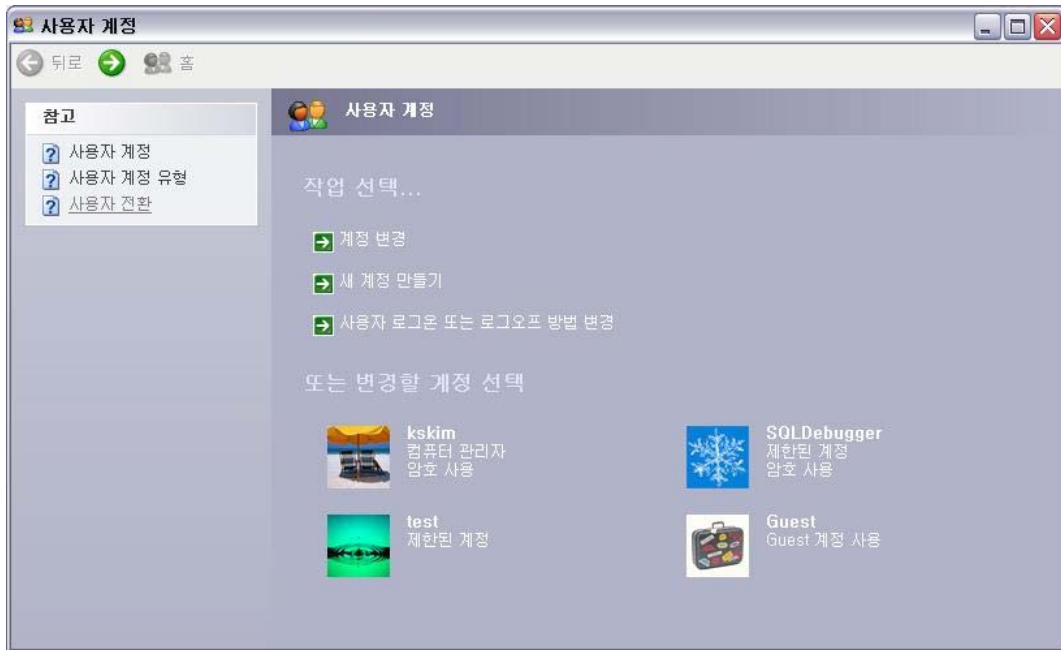 사용자 계정
뒤로 홈
참고
사용자 계정
사용자 계정 유형
사용자 전환
사용자 계정
작업 선택...
계정 변경
새 계정 만들기
사용자 로그온 또는 로그오프 방법 변경
또는 변경할 계정 선택
kskim
컴퓨터 관리자
암호 사용
SQLDebugger
제한된 계정
암호 사용
test
제한된 계정
Guest
Guest 계정 사용